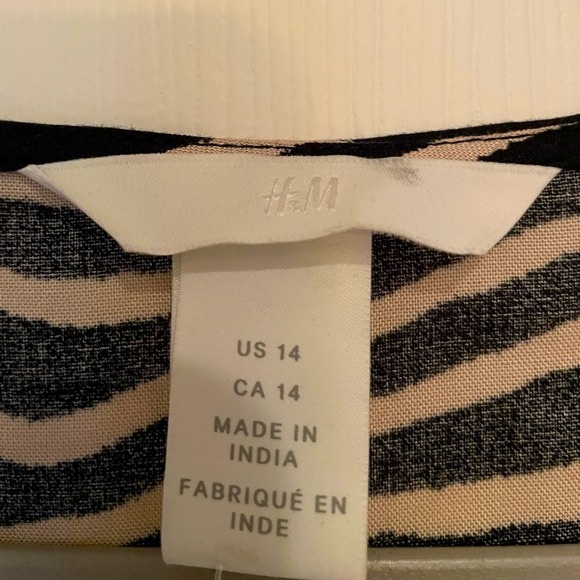 H&M
US 14
CA 14
MADE IN
INDIA
FABRIQUÉ EN
INDE